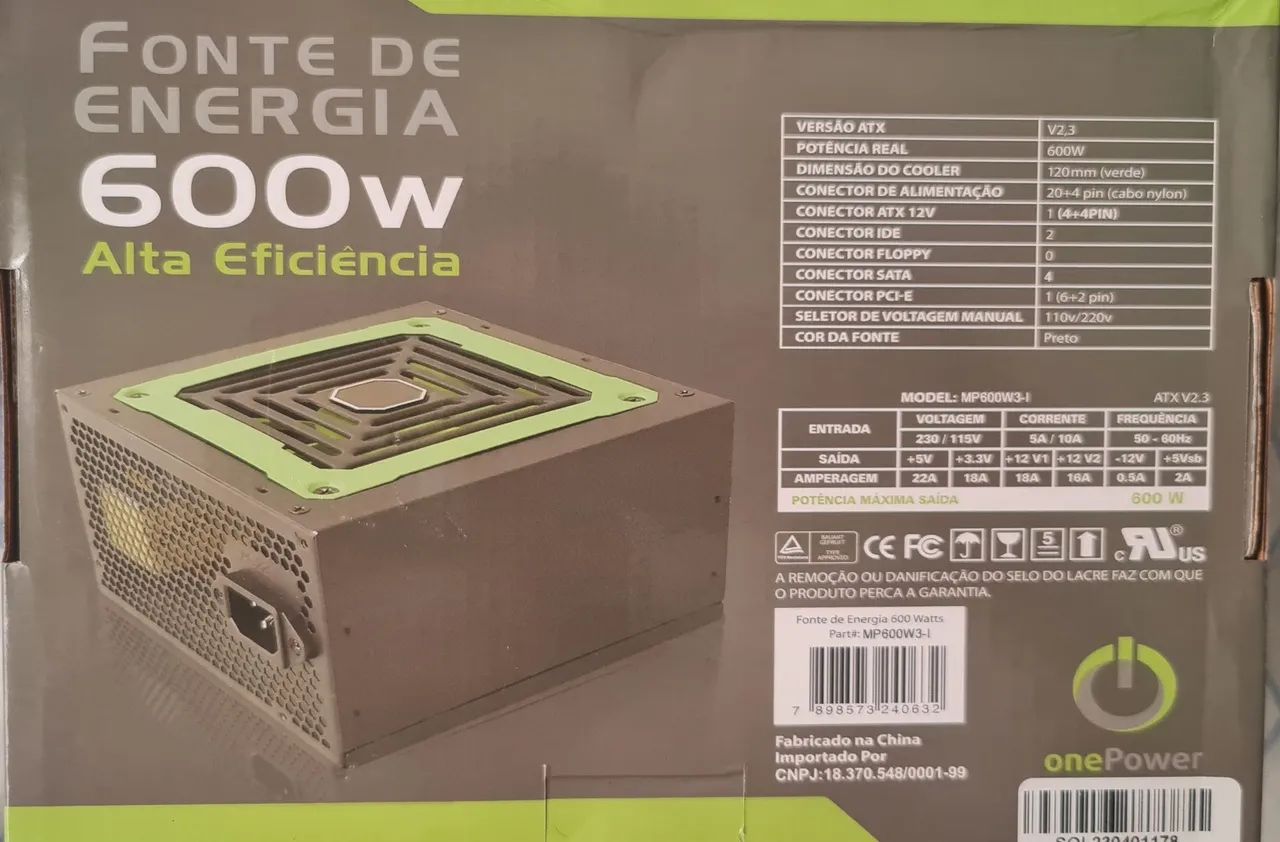 FONTE DE
ENERGIA
600W
Alta Eficiência
VERSÃO ATX V2,3
POTÊNCIA REAL 600W
DIMENSÃO DO COOLER 120mm (verde)
CONECTOR DE ALIMENTAÇÃO 20+4 pin (cabo nylon)
CONECTOR ATX 12V 1 (4+4PIN)
CONECTOR IDE 2
CONECTOR FLOPPY 0
CONECTOR SATA 4
CONECTOR PCI-E 1 (6+2 pin)
SELETOR DE VOLTAGEM MANUAL 110v/220v
COR DA FONTE Preto
MODEL: MP600W3-I ATX V2.3
ENTRADA VOLTAGEM CORRENTE FREQUÊNCIA
230 / 115V 5A / 10A 50 - 60Hz
SAÍDA +5V +3.3V +12 V1 +12 V2 -12V +5Vsb
AMPERAGEM 22A 18A 18A 16A 0.5A 2A
POTÊNCIA MÁXIMA SAÍDA 600 W
BAUART
GEPRUFT
TYPE
APPROVED
CE FC 5 c RU ® US
A REMOÇÃO OU DANIFICAÇÃO DO SELO DO LACRE FAZ COM QUE
O PRODUTO PERCA A GARANTIA.
Fonte de Energia 600 Watts
Part#: MP600W3-I
7 898573 240632
Fabricado na China
Importado Por
CNPJ:18.370.548/0001-99
onePower